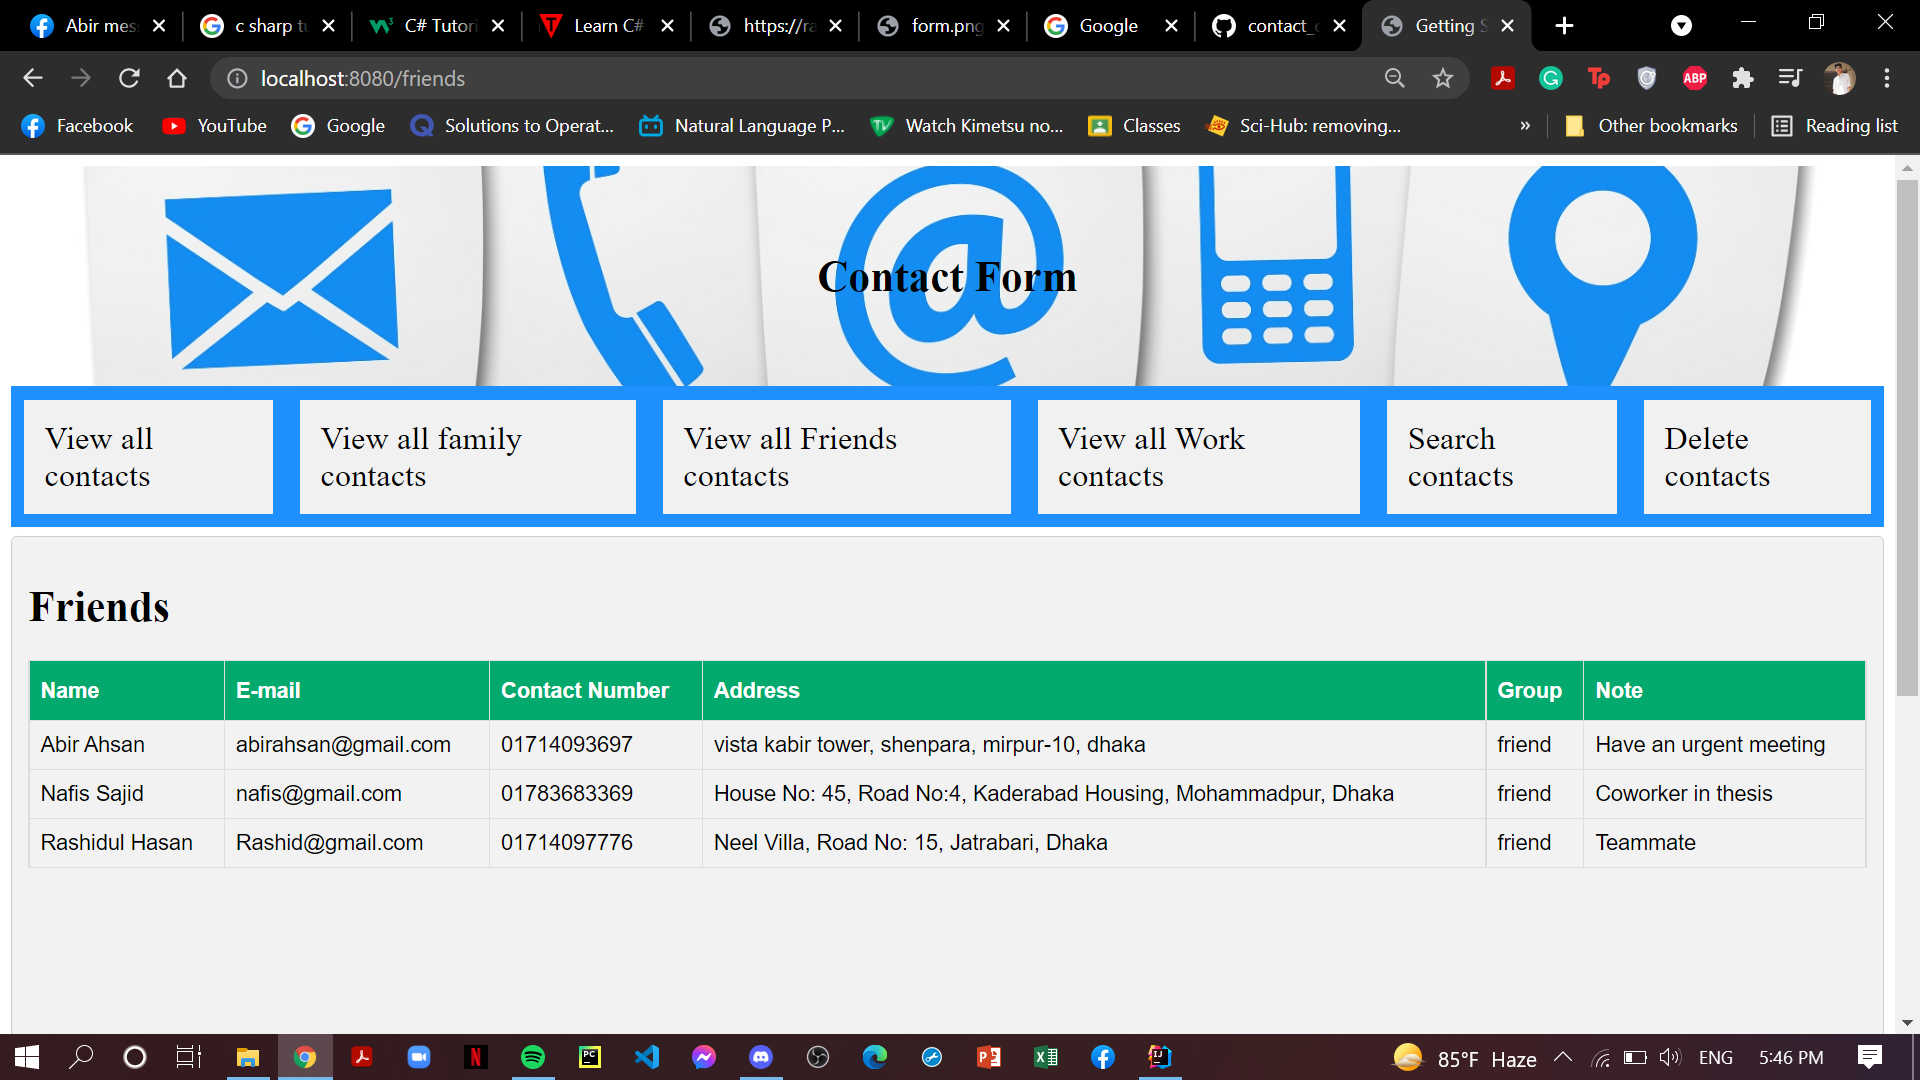 Abir mes
c sharp tu
C# Tutori
Learn C#
https://ra
form.png
Google
contact_c
Getting S
localhost:8080/friends
Facebook
YouTube
Google
Solutions to Operat...
Natural Language P...
Watch Kimetsu no...
Classes
Sci-Hub: removing...
»
Other bookmarks
Reading list
Contact Form
View all
contacts
View all family
contacts
View all Friends
contacts
View all Work
contacts
Search
contacts
Delete
contacts
Friends
Name E-mail Contact Number Address Group Note
Abir Ahsan abirahsan@gmail.com 01714093697 vista kabir tower, shenpara, mirpur-10, dhaka friend Have an urgent meeting
Nafis Sajid nafis@gmail.com 01783683369 House No: 45, Road No:4, Kaderabad Housing, Mohammadpur, Dhaka friend Coworker in thesis
Rashidul Hasan Rashid@gmail.com 01714097776 Neel Villa, Road No: 15, Jatrabari, Dhaka friend Teammate
85°F Haze ENG 5:46 PM